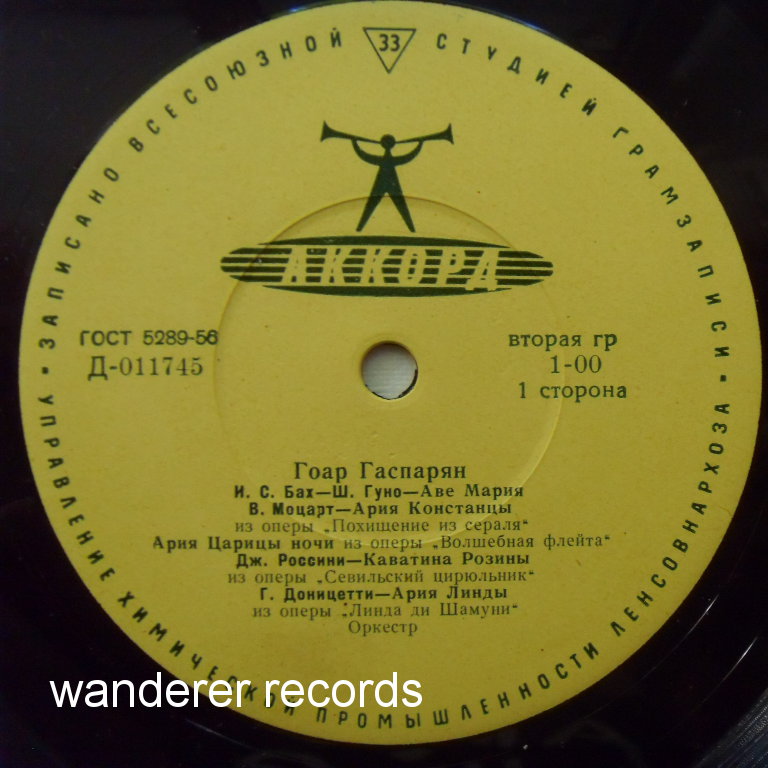 ЗАПИСАНО ВСЕСОЮЗНОЙ СТУДИЕЙ ГРАМЗАПИСИ
33
АККОРД
ГОСТ 5289-56
Д-011745
вторая гр
1-00
1 сторона
Гоар Гаспарян
И. С. Бах—Ш. Гуно—Аве Мария
В. Моцарт—Ария Констанцы
из оперы „Похищение из сераля“
Ария Царицы ночи из оперы „Волшебная флейта“
Дж. Россини—Каватина Розины
из оперы „Севильский цирюльник“
Г. Доницетти—Ария Линды
из оперы „Линда ди Шамуни“
Оркестр
УПРАВЛЕНИЕ ХИМИЧЕСКОЙ ПРОМЫШЛЕННОСТИ ЛЕНСОВНАРХОЗА
wanderer records